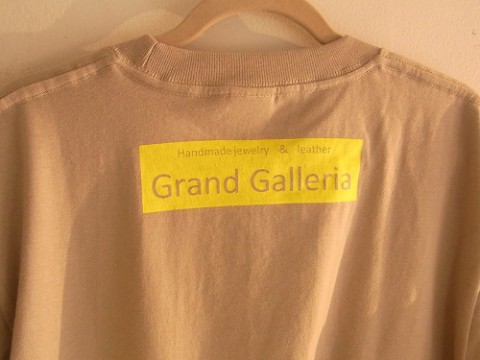 Handmade jewelry & leather
Grand Galleria